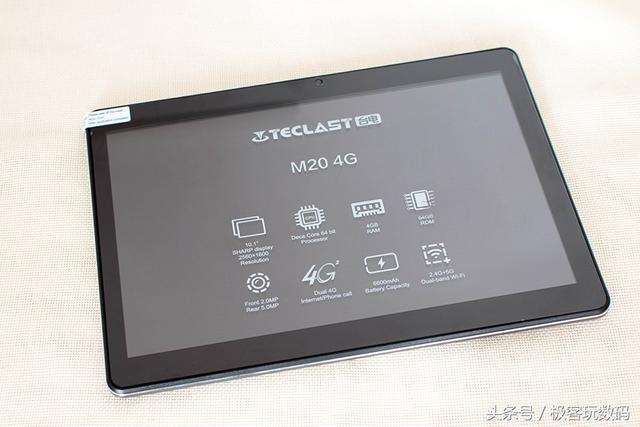 TECLAST 台电
M20 4G
10.1"
SHARP display
2560×1600
Resolution
CPU
Deca Core 64 bit
Processor
4GB
RAM
64GB
ROM
Front 2.0MP
Rear 5.0MP
4G²
Dual 4G
Internet/Phone call
6600mAh
Battery Capacity
2.4G+5G
Dual-band Wi-Fi
头条号 / 极客玩数码